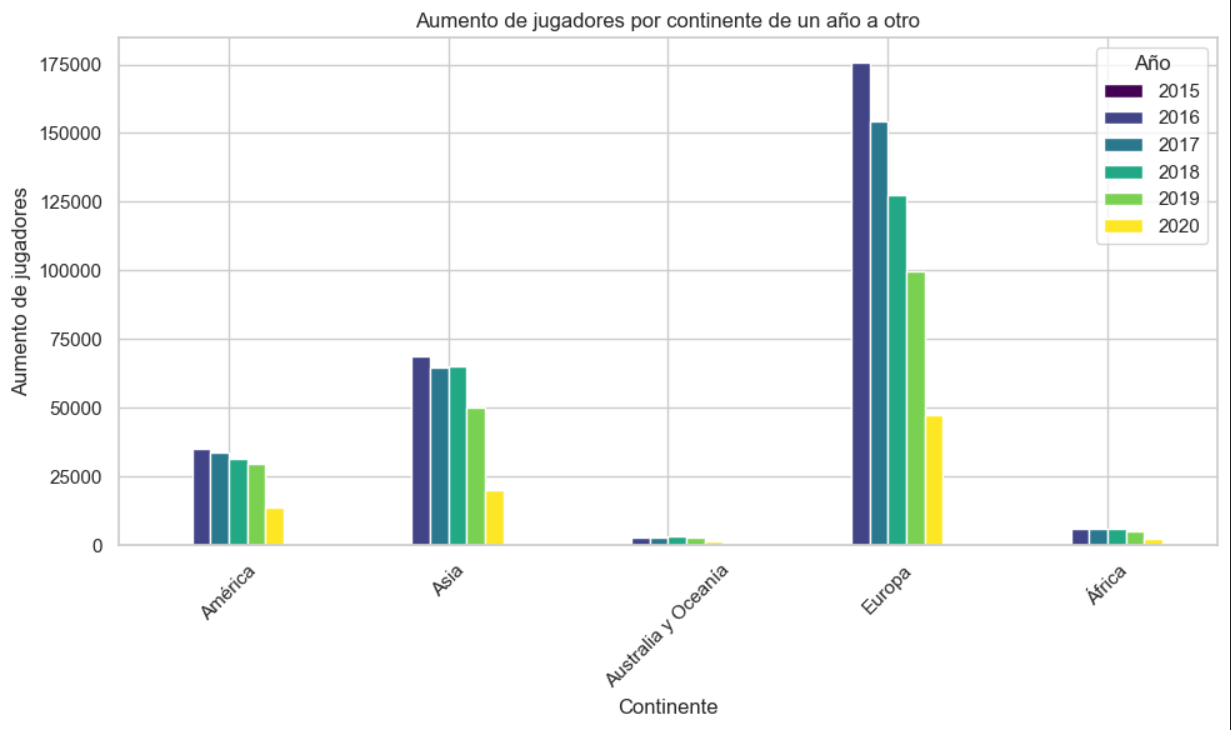 Aumento de jugadores por continente de un año a otro
Aumento de jugadores
175000
150000
125000
100000
75000
50000
25000
0
Año
2015
2016
2017
2018
2019
2020
América
Asia
Australia y Oceanía
Europa
África
Continente